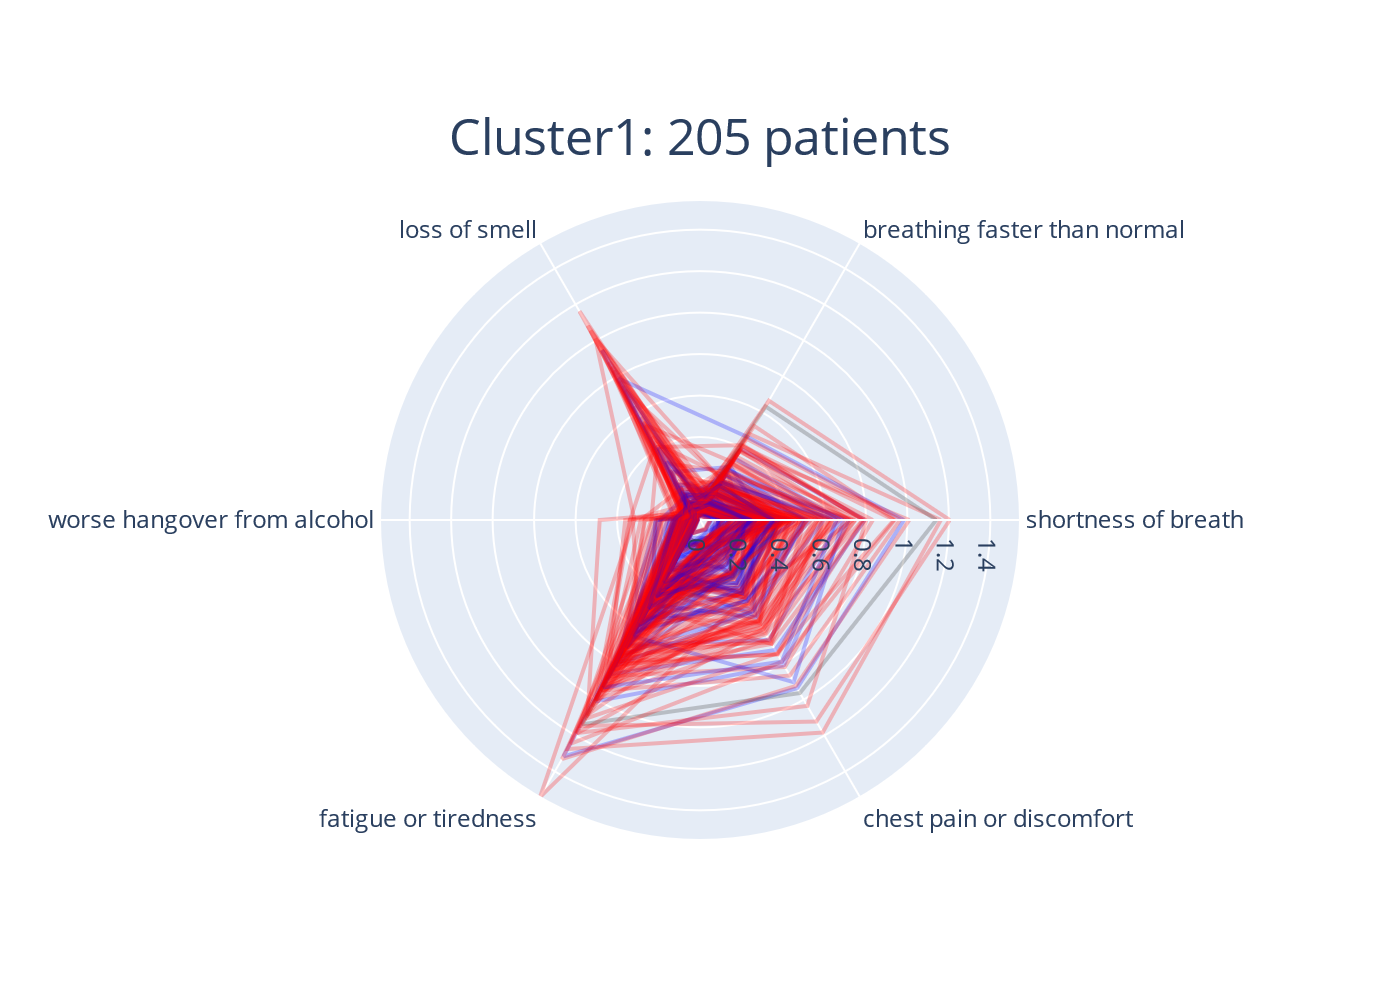 Cluster1: 205 patients
loss of smell
breathing faster than normal
worse hangover from alcohol
shortness of breath
0
0.2
0.4
0.6
0.8
1
1.2
1.4
fatigue or tiredness
chest pain or discomfort